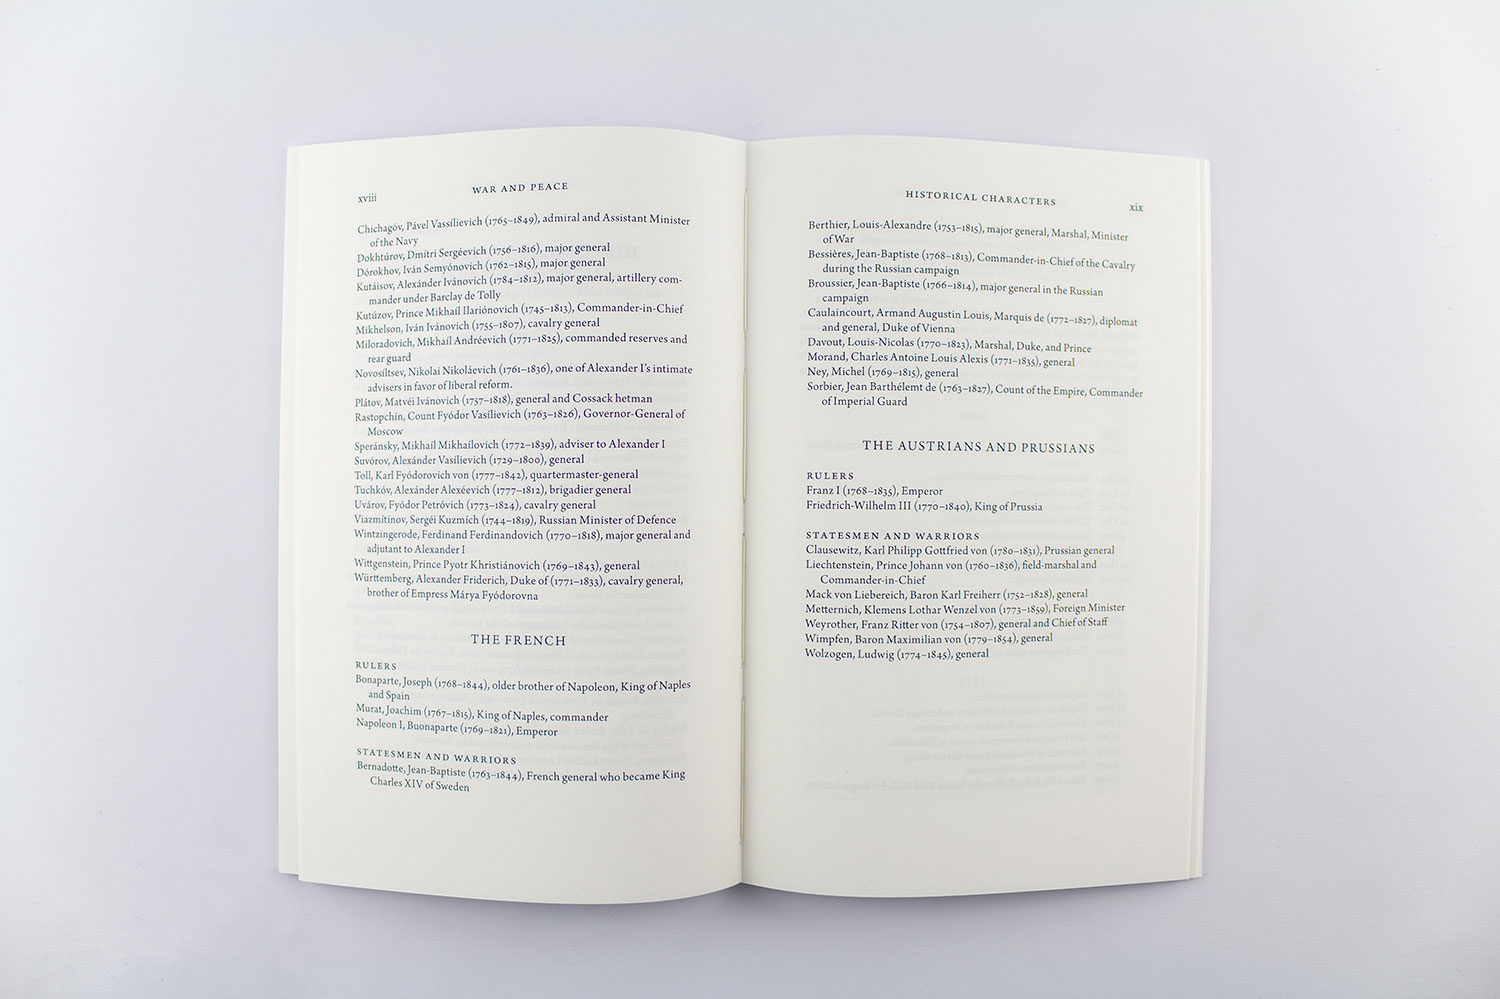 xviii
WAR AND PEACE
Chichagóv, Pável Vassílievich (1765–1849), admiral and Assistant Minister
of the Navy
Dokhtúrov, Dmítri Sergéevich (1756–1816), major general
Dórokhov, Iván Semyónovich (1762–1815), major general
Kutáisov, Alexánder Ivánovich (1784–1812), major general, artillery com-
mander under Barclay de Tolly
Kutúzov, Prince Mikhaíl Ilariónovich (1745–1813), Commander-in-Chief
Mikhelson, Iván Ivánovich (1755–1807), cavalry general
Miloradovich, Mikhaíl Andréevich (1771–1825), commanded reserves and
rear guard
Novosíltsev, Nikolai Nikoláevich (1761–1836), one of Alexander I's intimate
advisers in favor of liberal reform.
Plátov, Matvéi Ivánovich (1757–1818), general and Cossack hetman
Rastopchín, Count Fyódor Vasílievich (1763–1826), Governor-General of
Moscow
Speránsky, Mikhaíl Mikhaílovich (1772–1839), adviser to Alexander I
Suvórov, Alexánder Vasílievich (1729–1800), general
Toll, Karl Fyódorovich von (1777–1842), quartermaster-general
Tuchkóv, Alexánder Alexéevich (1777–1812), brigadier general
Uvárov, Fyódor Petróvich (1773–1824), cavalry general
Viazmítinov, Sergéi Kuzmích (1744–1819), Russian Minister of Defence
Wintzingerode, Ferdinand Ferdinandovich (1770–1818), major general and
adjutant to Alexander I
Wittgenstein, Prince Pyotr Khristiánovich (1769–1843), general
Württemberg, Alexander Friderich, Duke of (1771–1833), cavalry general,
brother of Empress Márya Fyódorovna
THE FRENCH
RULERS
Bonaparte, Joseph (1768–1844), older brother of Napoleon, King of Naples
and Spain
Murat, Joachim (1767–1815), King of Naples, commander
Napoleon I, Buonaparte (1769–1821), Emperor
STATESMEN AND WARRIORS
Bernadotte, Jean-Baptiste (1763–1844), French general who became King
Charles XIV of Sweden
HISTORICAL CHARACTERS
xix
Berthier, Louis-Alexandre (1753–1815), major general, Marshal, Minister
of War
Bessières, Jean-Baptiste (1768–1813), Commander-in-Chief of the Cavalry
during the Russian campaign
Broussier, Jean-Baptiste (1766–1814), major general in the Russian
campaign
Caulaincourt, Armand Augustin Louis, Marquis de (1772–1827), diplomat
and general, Duke of Vienna
Davout, Louis-Nicolas (1770–1823), Marshal, Duke, and Prince
Morand, Charles Antoine Louis Alexis (1771–1835), general
Ney, Michel (1769–1815), general
Sorbier, Jean Barthélemt de (1763–1827), Count of the Empire, Commander
of Imperial Guard
THE AUSTRIANS AND PRUSSIANS
RULERS
Franz I (1768–1835), Emperor
Friedrich-Wilhelm III (1770–1840), King of Prussia
STATESMEN AND WARRIORS
Clausewitz, Karl Philipp Gottfried von (1780–1831), Prussian general
Liechtenstein, Prince Johann von (1760–1836), field-marshal and
Commander-in-Chief
Mack von Liebereich, Baron Karl Freiherr (1752–1828), general
Metternich, Klemens Lothar Wenzel von (1773–1859), Foreign Minister
Weyrother, Franz Ritter von (1754–1807), general and Chief of Staff
Wimpfen, Baron Maximilian von (1779–1854), general
Wolzogen, Ludwig (1774–1845), general